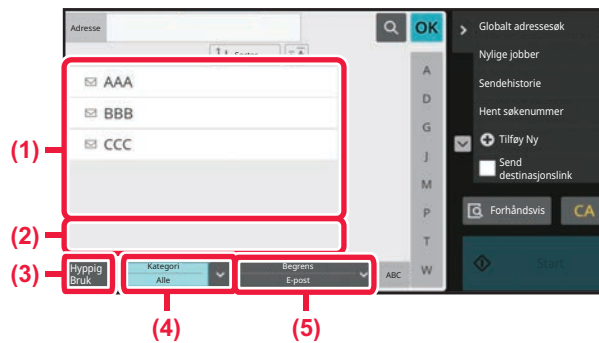 Adresse
OK
Globalt adressesøk
Nylige jobber
Sendehistorie
Hent søkenummer
Tilføy Ny
Send
destinasjonslink
Forhåndsvis
CA
Start
AAA
BBB
CCC
A
D
G
J
M
P
T
W
(1)
(2)
(3)
Hyppig
Bruk
Kategori
Alle
Begrens
E-post
ABC
(4)
(5)